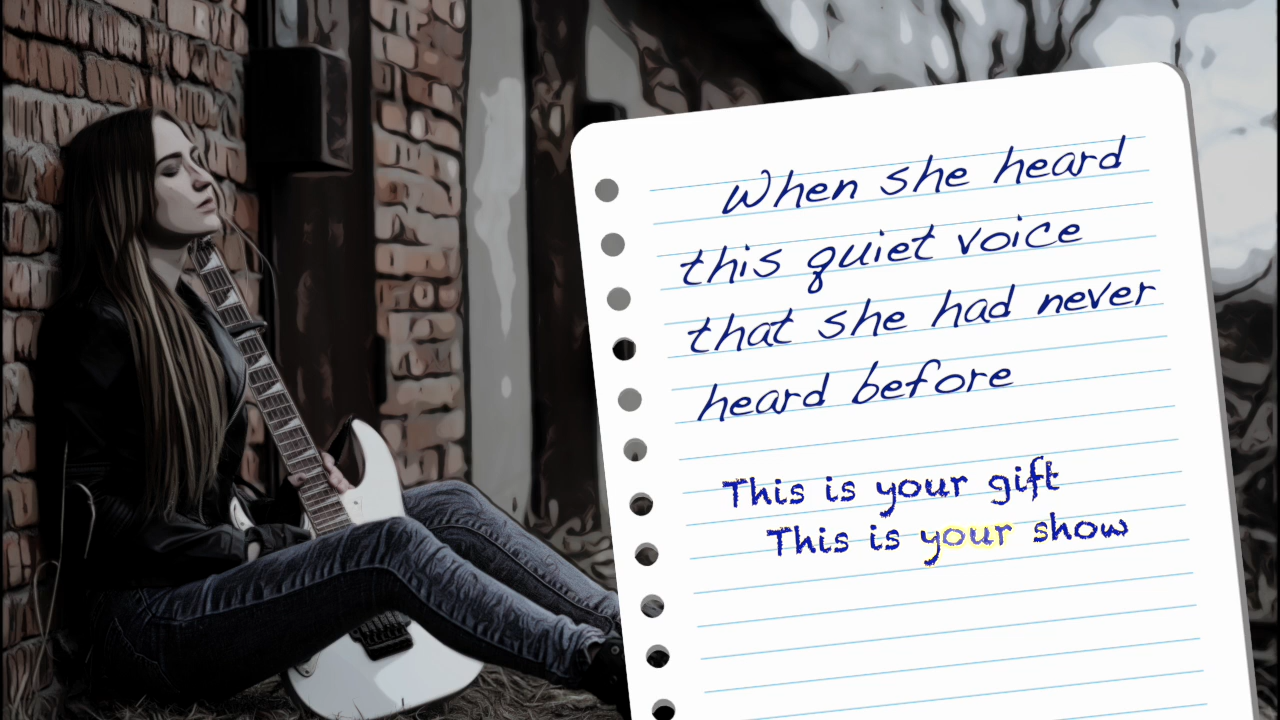 When she heard
this quiet voice
that she had never
heard before
This is your gift
This is your show